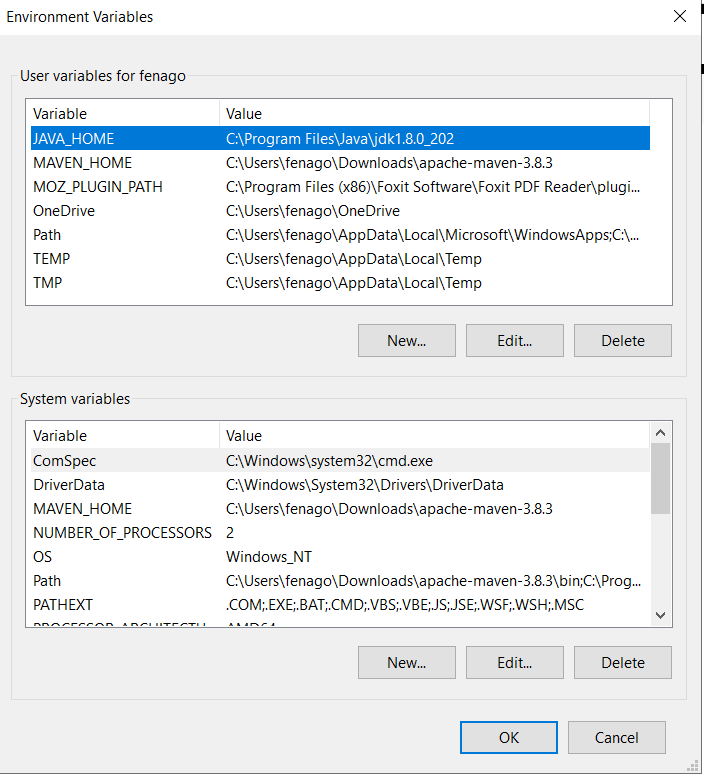 Environment Variables
User variables for fenago
Variable Value
JAVA_HOME C:\Program Files\Java\jdk1.8.0_202
MAVEN_HOME C:\Users\fenago\Downloads\apache-maven-3.8.3
MOZ_PLUGIN_PATH C:\Program Files (x86)\Foxit Software\Foxit PDF Reader\plugi...
OneDrive C:\Users\fenago\OneDrive
Path C:\Users\fenago\AppData\Local\Microsoft\WindowsApps;C:\...
TEMP C:\Users\fenago\AppData\Local\Temp
TMP C:\Users\fenago\AppData\Local\Temp
New... Edit... Delete
System variables
Variable Value
ComSpec C:\Windows\system32\cmd.exe
DriverData C:\Windows\System32\Drivers\DriverData
MAVEN_HOME C:\Users\fenago\Downloads\apache-maven-3.8.3
NUMBER_OF_PROCESSORS 2
OS Windows_NT
Path C:\Users\fenago\Downloads\apache-maven-3.8.3\bin;C:\Prog...
PATHEXT .COM;.EXE;.BAT;.CMD;.VBS;.VBE;.JS;.JSE;.WSF;.WSH;.MSC
PROCESSOR_ARCHITECTU AMD64
New... Edit... Delete
OK Cancel